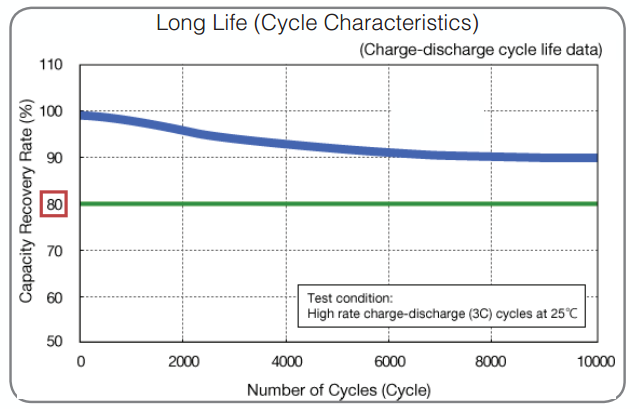 Long Life (Cycle Characteristics)
(Charge-discharge cycle life data)
Capacity Recovery Rate (%)
110
100
90
80
70
60
50
Test condition:
High rate charge-discharge (3C) cycles at 25℃
0 2000 4000 6000 8000 10000
Number of Cycles (Cycle)